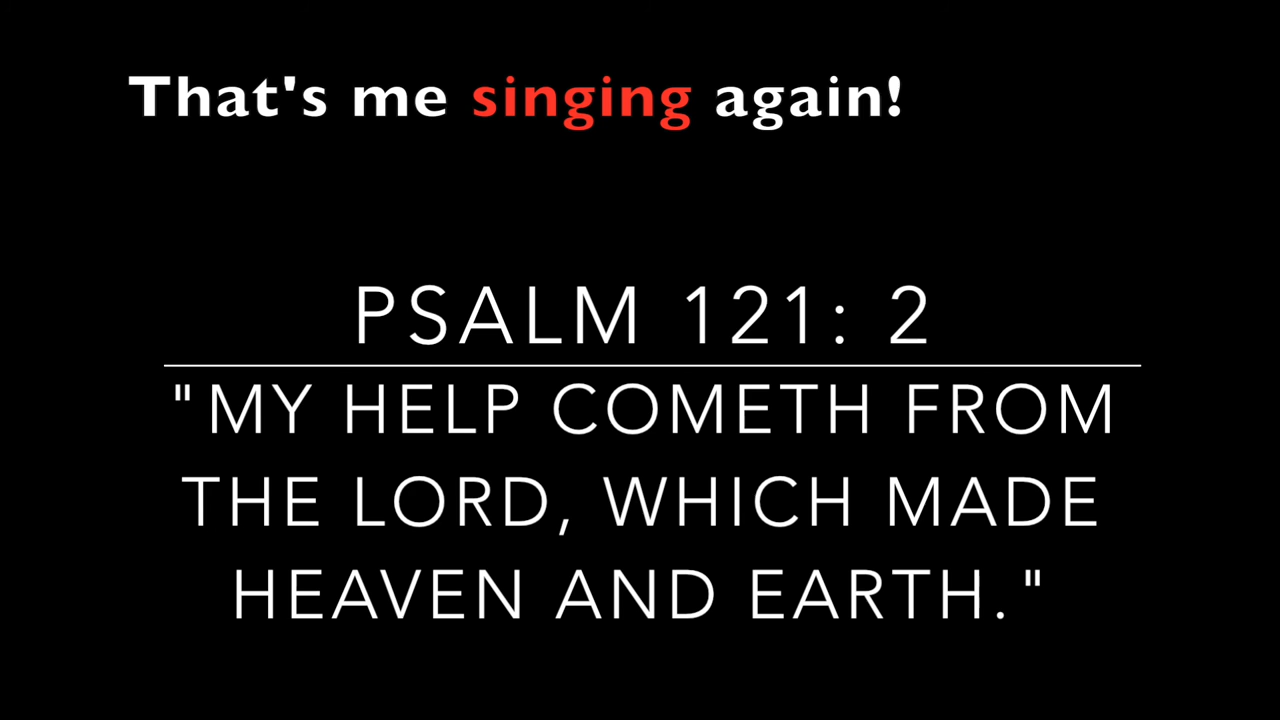 That's me singing again!
PSALM 121: 2
"MY HELP COMETH FROM
THE LORD, WHICH MADE
HEAVEN AND EARTH."